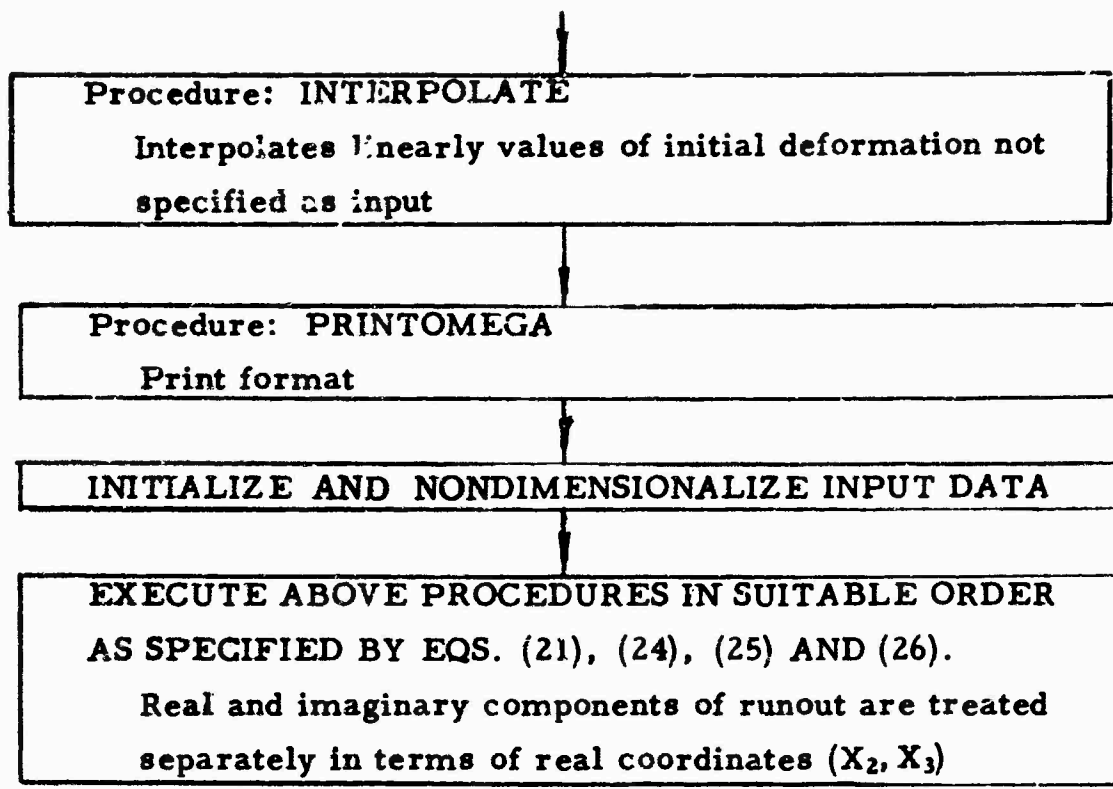 Procedure: INTERPOLATE
Interpolates linearly values of initial deformation not
specified as input
Procedure: PRINTOMEGA
Print format
INITIALIZE AND NONDIMENSIONALIZE INPUT DATA
EXECUTE ABOVE PROCEDURES IN SUITABLE ORDER
AS SPECIFIED BY EQS. (21), (24), (25) AND (26).
Real and imaginary components of runout are treated
separately in terms of real coordinates (X₂, X₃)